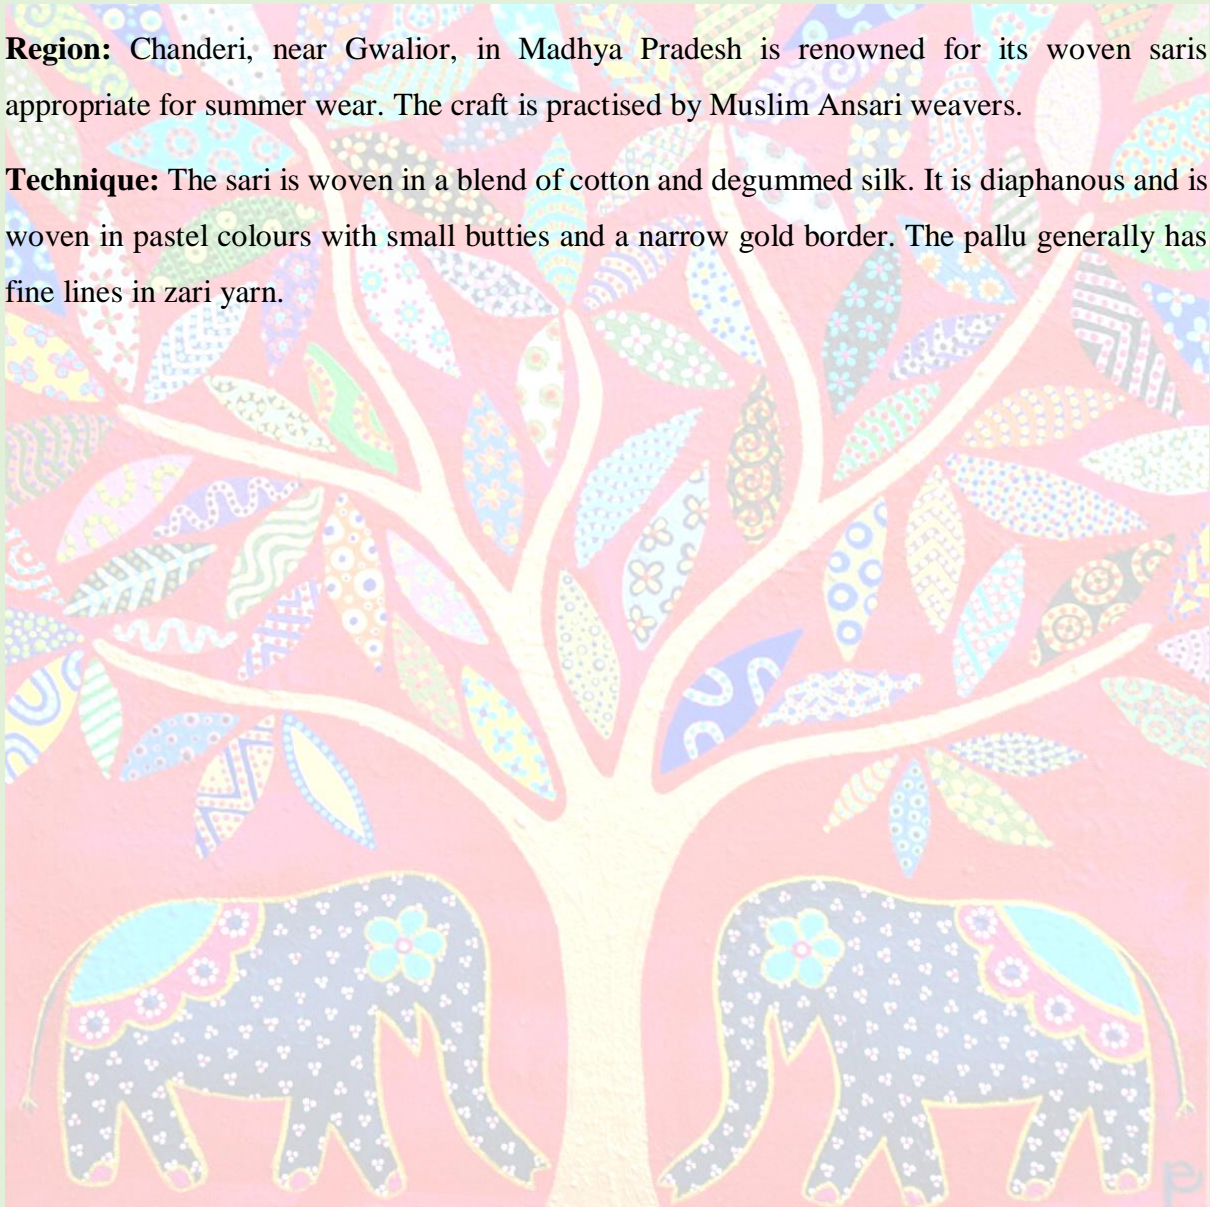 Region: Chanderi, near Gwalior, in Madhya Pradesh is renowned for its woven saris
appropriate for summer wear. The craft is practised by Muslim Ansari weavers.
Technique: The sari is woven in a blend of cotton and degummed silk. It is diaphanous and is
woven in pastel colours with small butties and a narrow gold border. The pallu generally has
fine lines in zari yarn.